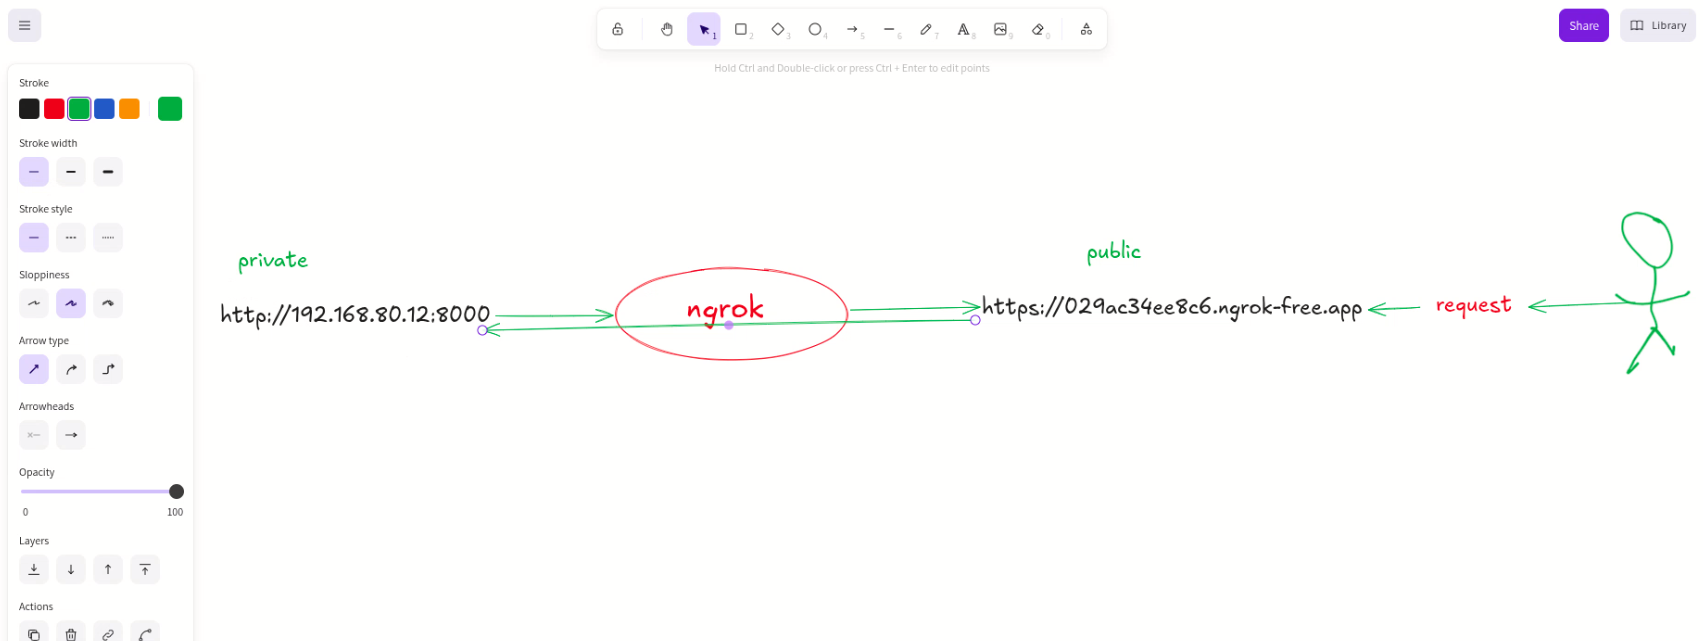 1
2
3
4
5
6
7
8
9
0
Share
Library
Hold Ctrl and Double-click or press Ctrl + Enter to edit points
Stroke
Stroke width
Stroke style
Sloppiness
Arrow type
Arrowheads
Opacity
0 100
Layers
Actions
private
public
http://192.168.80.12:8000
ngrok
https://029ac34ee8c6.ngrok-free.app
request